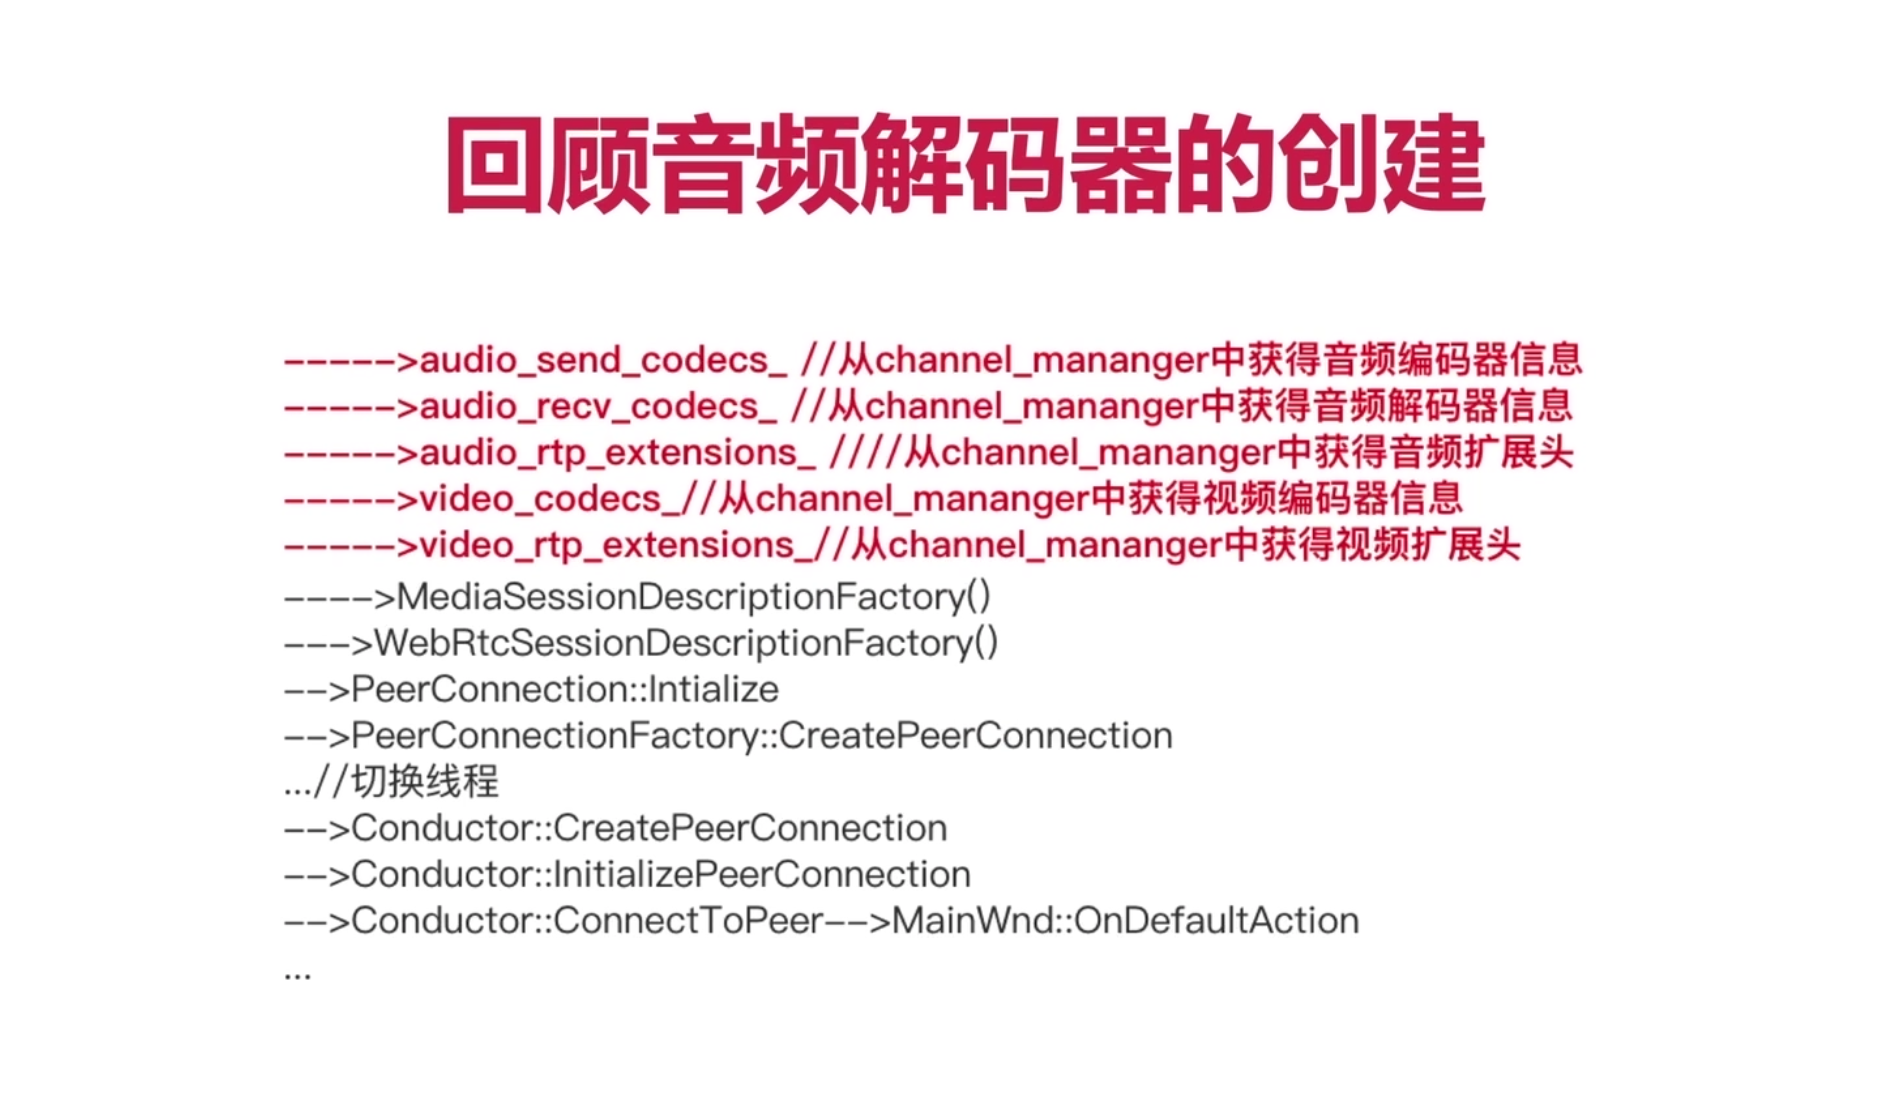 回顾音频解码器的创建
----->audio_send_codecs_ //从channel_mananger中获得音频编码器信息
----->audio_recv_codecs_ //从channel_mananger中获得音频解码器信息
----->audio_rtp_extensions_ ////从channel_mananger中获得音频扩展头
----->video_codecs_//从channel_mananger中获得视频编码器信息
----->video_rtp_extensions_//从channel_mananger中获得视频扩展头
---->MediaSessionDescriptionFactory()
--->WebRtcSessionDescriptionFactory()
-->PeerConnection::Intialize
-->PeerConnectionFactory::CreatePeerConnection
...//切换线程
-->Conductor::CreatePeerConnection
-->Conductor::InitializePeerConnection
-->Conductor::ConnectToPeer-->MainWnd::OnDefaultAction
...